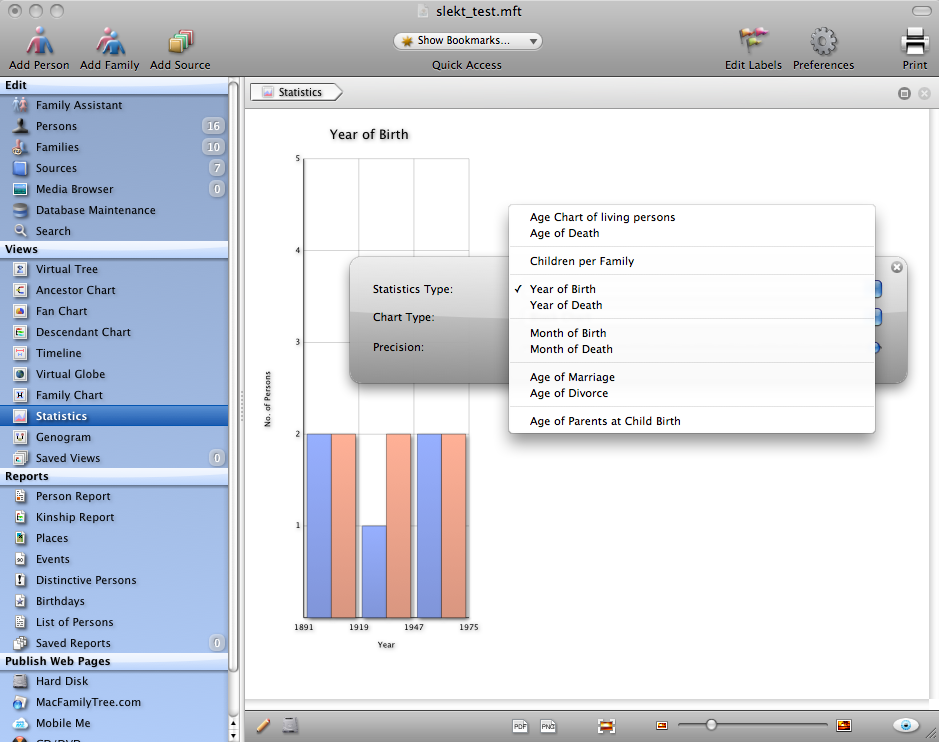 slekt_test.mft
Add Person
Add Family
Add Source
Show Bookmarks...
Quick Access
Edit Labels
Preferences
Print
Edit
Family Assistant
Persons 16
Families 10
Sources 7
Media Browser 0
Database Maintenance
Search
Views
Virtual Tree
Ancestor Chart
Fan Chart
Descendant Chart
Timeline
Virtual Globe
Family Chart
Statistics
Genogram
Saved Views 0
Reports
Person Report
Kinship Report
Places
Events
Distinctive Persons
Birthdays
List of Persons
Saved Reports 0
Publish Web Pages
Hard Disk
MacFamilyTree.com
Mobile Me
Statistics
Year of Birth
5
4
3
2
1
No. of Persons
1891 1919 1947 1975
Year
Statistics Type:
Chart Type:
Precision:
Age Chart of living persons
Age of Death
Children per Family
✓ Year of Birth
Year of Death
Month of Birth
Month of Death
Age of Marriage
Age of Divorce
Age of Parents at Child Birth
PDF
PNG